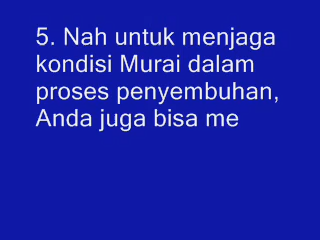 5. Nah untuk menjaga
kondisi Murai dalam
proses penyembuhan,
Anda juga bisa me